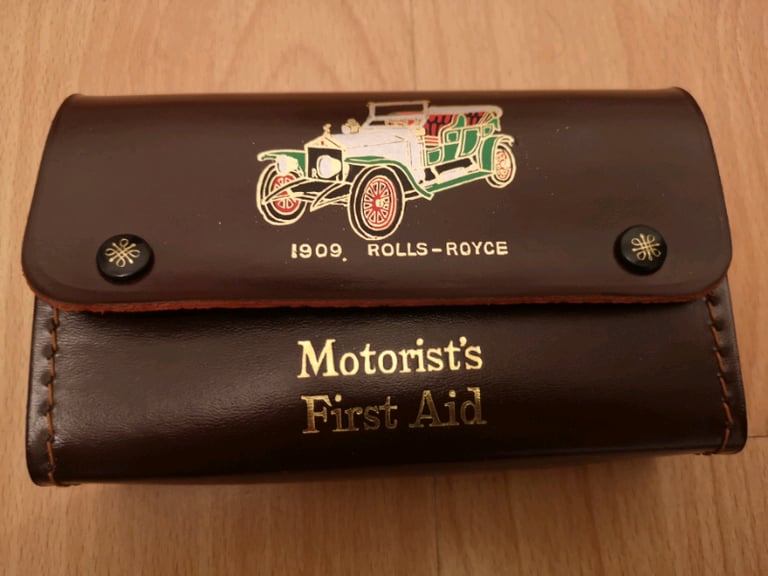 1909. ROLLS-ROYCE
Motorist's
First Aid